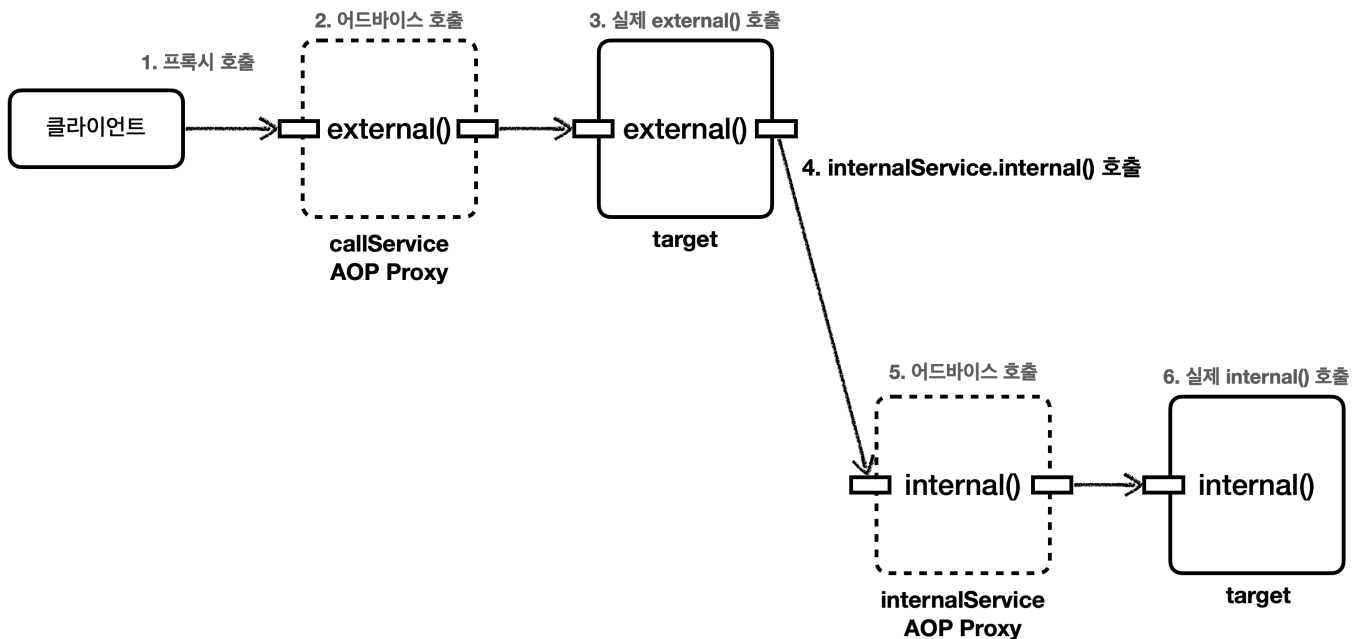 1. 프록시 호출
2. 어드바이스 호출
3. 실제 external() 호출
클라이언트
external()
external()
4. internalService.internal() 호출
callService
AOP Proxy
target
5. 어드바이스 호출
6. 실제 internal() 호출
internal()
internal()
internalService
AOP Proxy
target